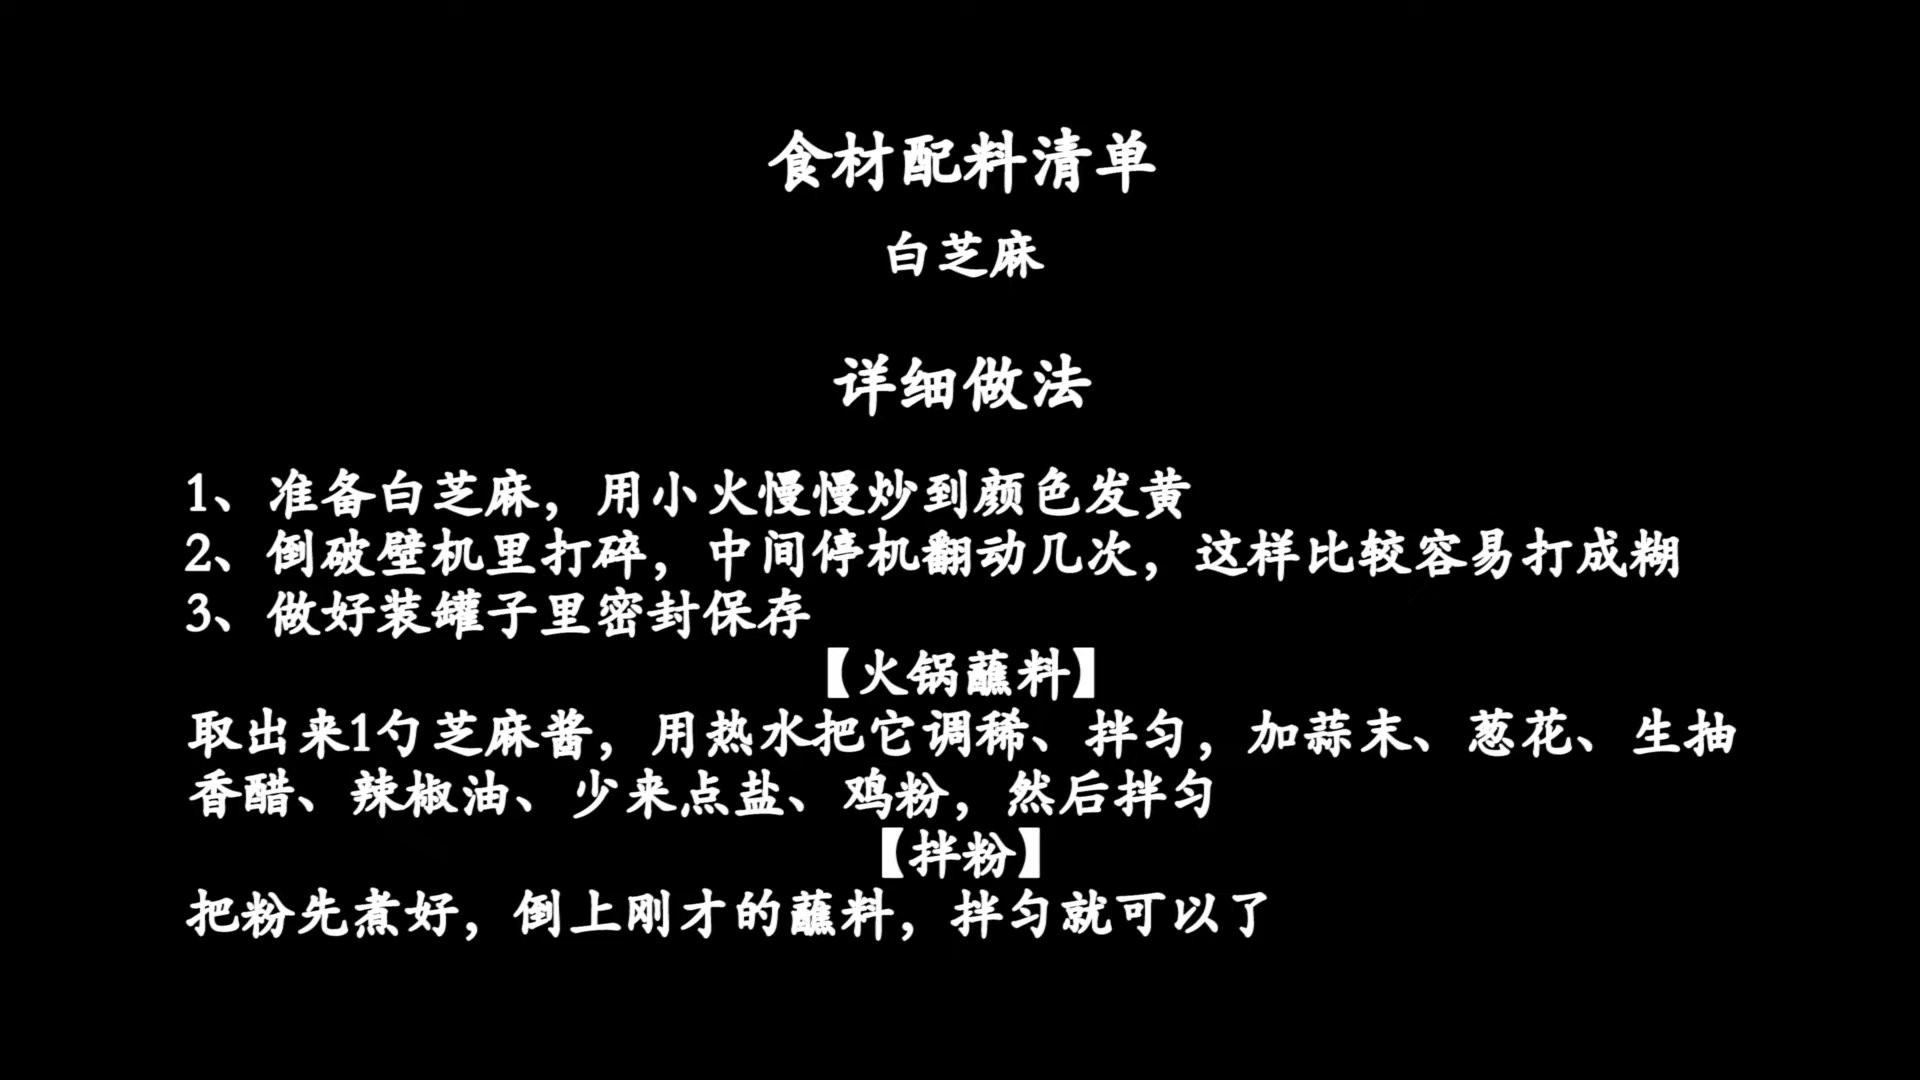 食材配料清单
白芝麻
详细做法
1、准备白芝麻，用小火慢慢炒到颜色发黄
2、倒破壁机里打碎，中间停机翻动几次，这样比较容易打成糊
3、做好装罐子里密封保存
【火锅蘸料】
取出来1勺芝麻酱，用热水把它调稀、拌匀，加蒜末、葱花、生抽
香醋、辣椒油、少来点盐、鸡粉，然后拌匀
【拌粉】
把粉先煮好，倒上刚才的蘸料，拌匀就可以了